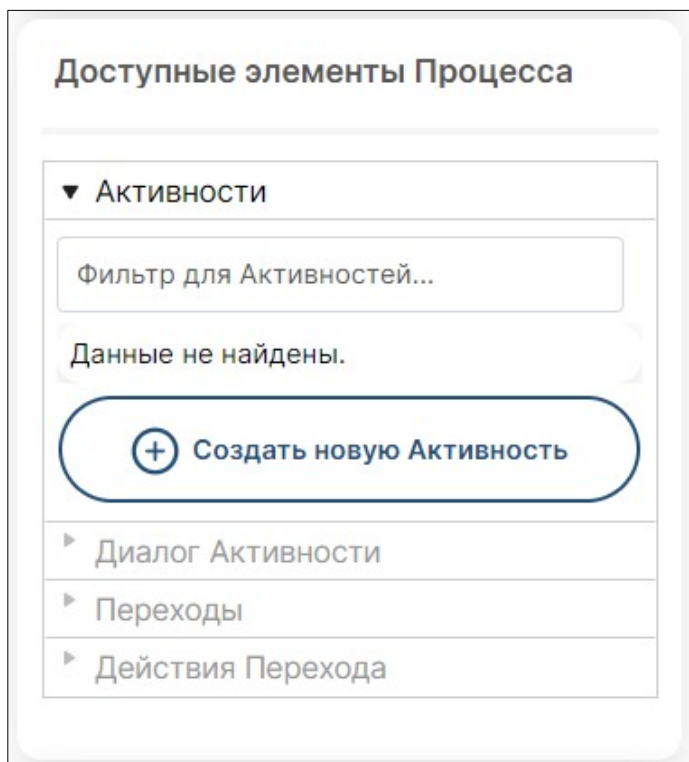 Доступные элементы Процесса
Активности
Фильтр для Активностей...
Данные не найдены.
Создать новую Активность
Диалог Активности
Переходы
Действия Перехода